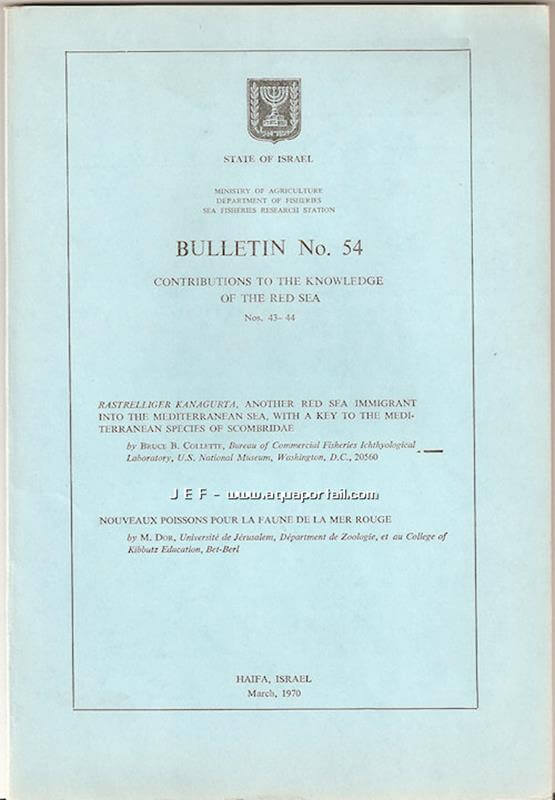 STATE OF ISRAEL
MINISTRY OF AGRICULTURE
DEPARTMENT OF FISHERIES
SEA FISHERIES RESEARCH STATION
BULLETIN No. 54
CONTRIBUTIONS TO THE KNOWLEDGE
OF THE RED SEA
Nos. 43–44
RASTRELLIGER KANAGURTA, ANOTHER RED SEA IMMIGRANT
INTO THE MEDITERRANEAN SEA, WITH A KEY TO THE MEDI-
TERRANEAN SPECIES OF SCOMBRIDAE
by BRUCE B. COLLETTE, Bureau of Commercial Fisheries Ichthyological
Laboratory, U.S. National Museum, Washington, D.C., 20560
J E F - www.aquaportail.com
NOUVEAUX POISSONS POUR LA FAUNE DE LA MER ROUGE
by M. DOR, Université de Jérusalem, Départment de Zoologie, et au College of
Kibbutz Education, Bet-Berl
HAIFA, ISRAEL
March, 1970